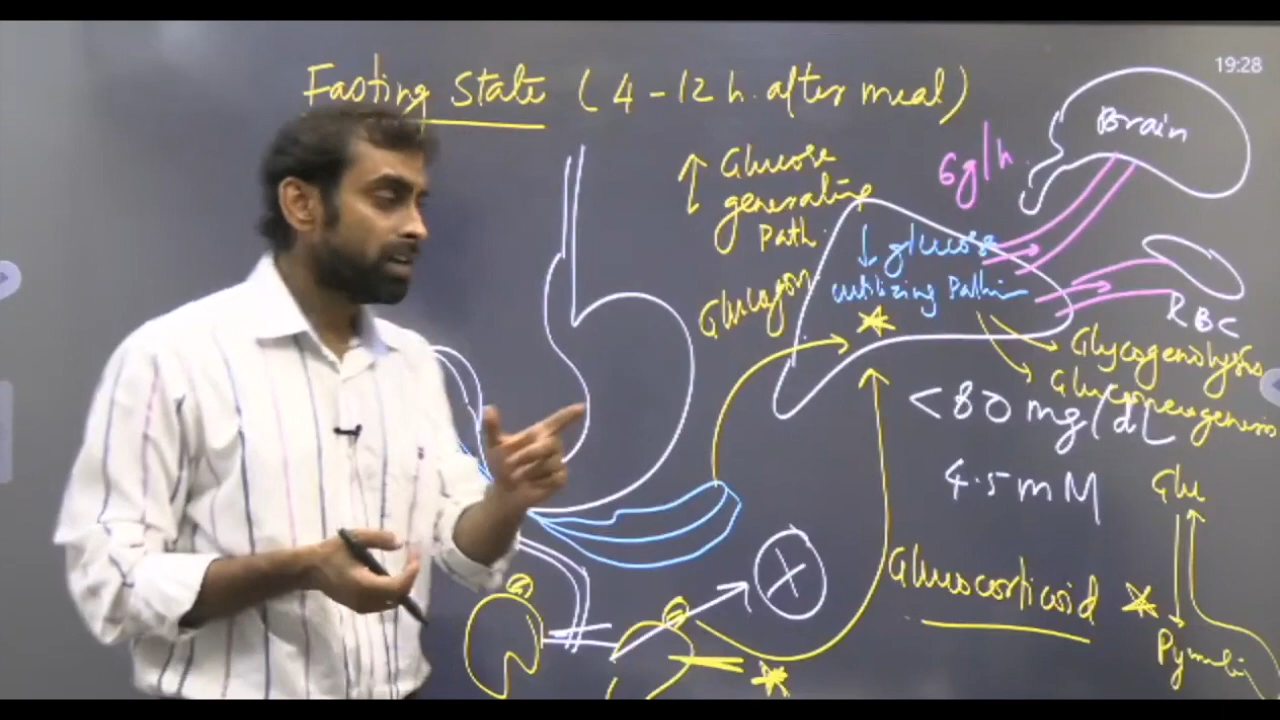 19:28
Fasting State (4-12 h. after meal)
Brain
6g/h.
↑ Glucose
generating
Path.
↓ glucose
utilizing Path
Glucagon
RBC
Glycogenolysis
Gluconeogenesis
<80 mg/dL
4.5 mM
Glu
X
Glucocorticoid